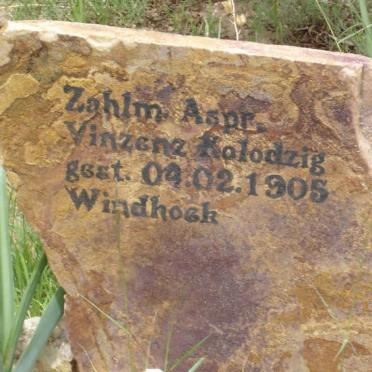 Zahlm. Aspr.
Vinzenz Kolodzig
gest. 04.02.1905
Windhoek